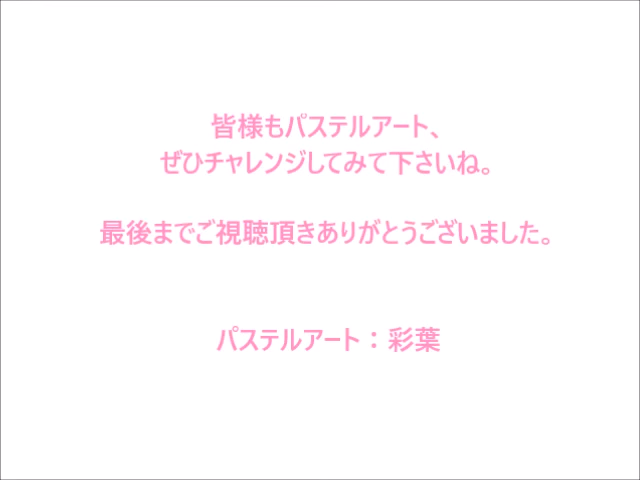 皆様もパステルアート、
ぜひチャレンジしてみて下さいね。
最後までご視聴頂きありがとうございました。
パステルアート：彩葉